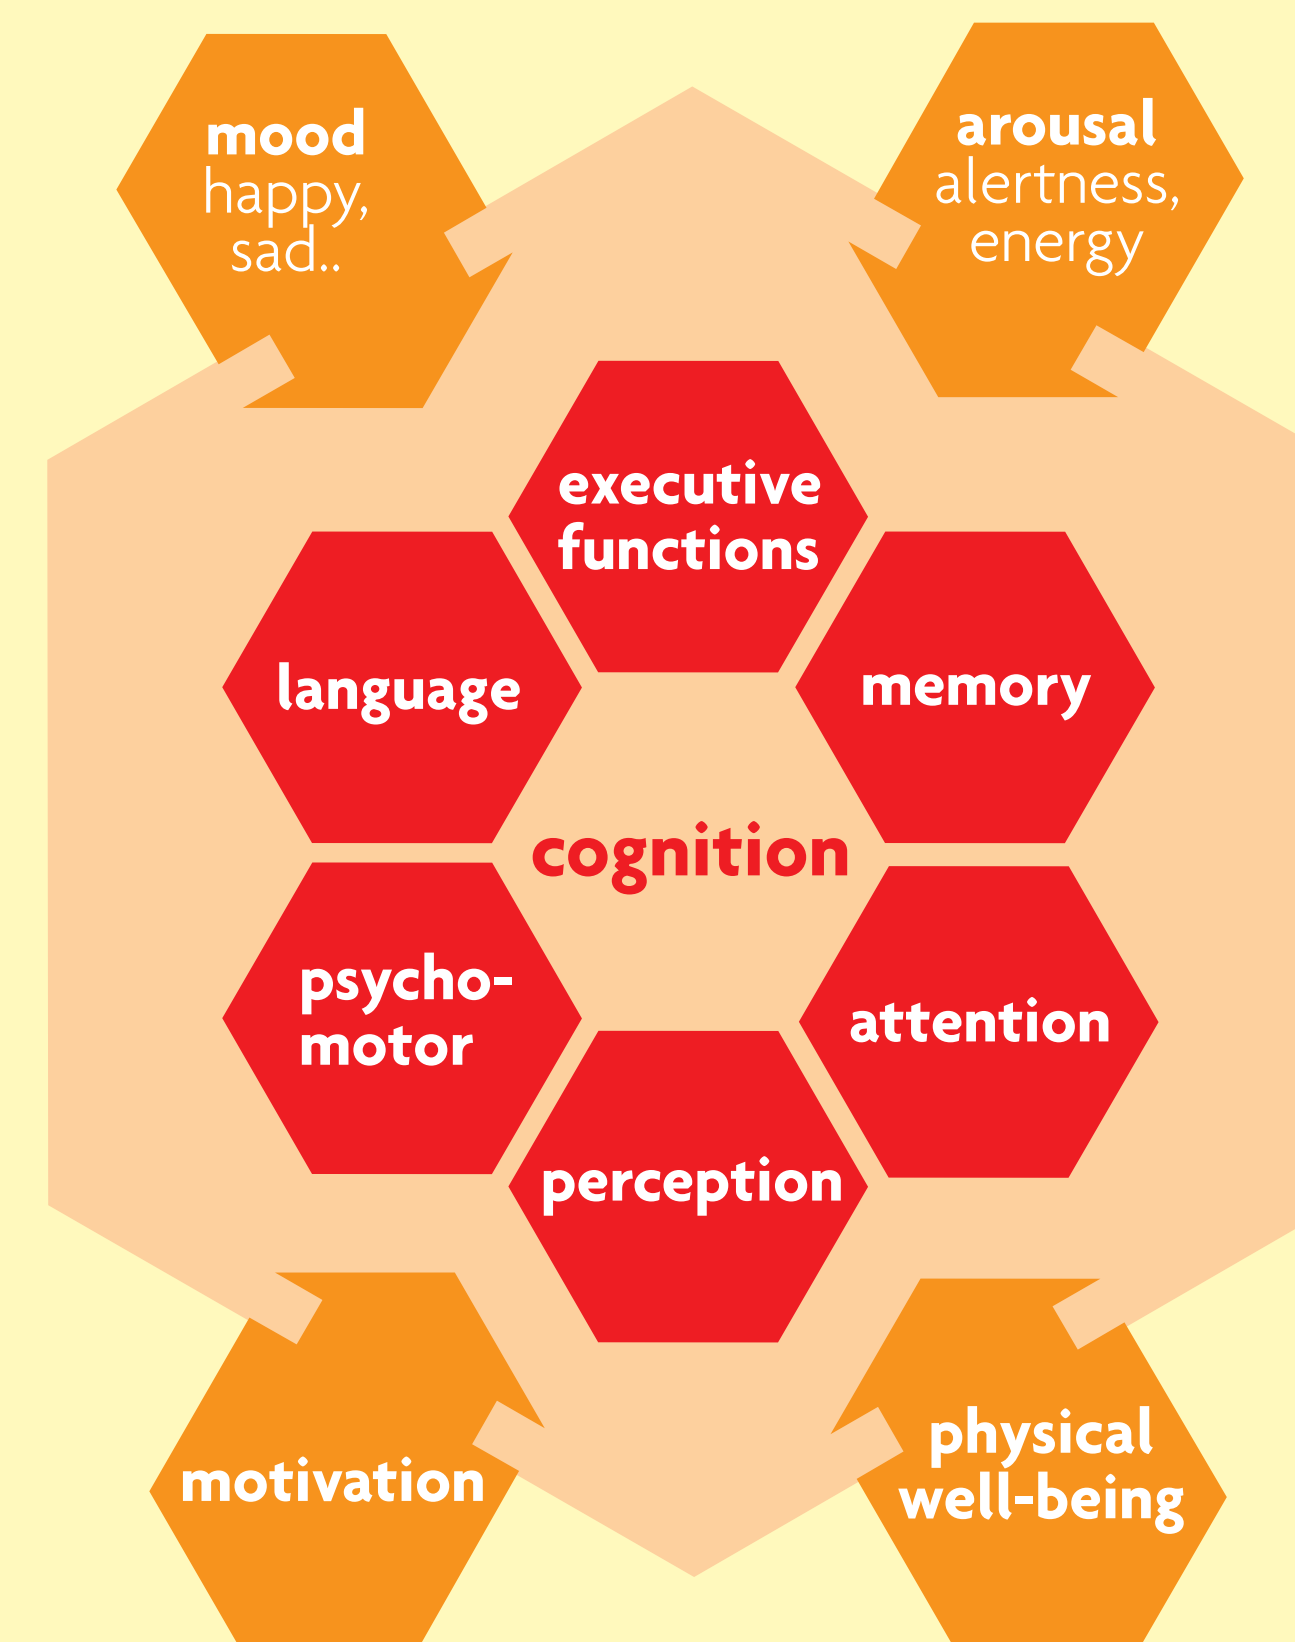 mood
happy,
sad..
arousal
alertness,
energy
executive
functions
language
memory
cognition
psycho-
motor
attention
perception
motivation
physical
well-being